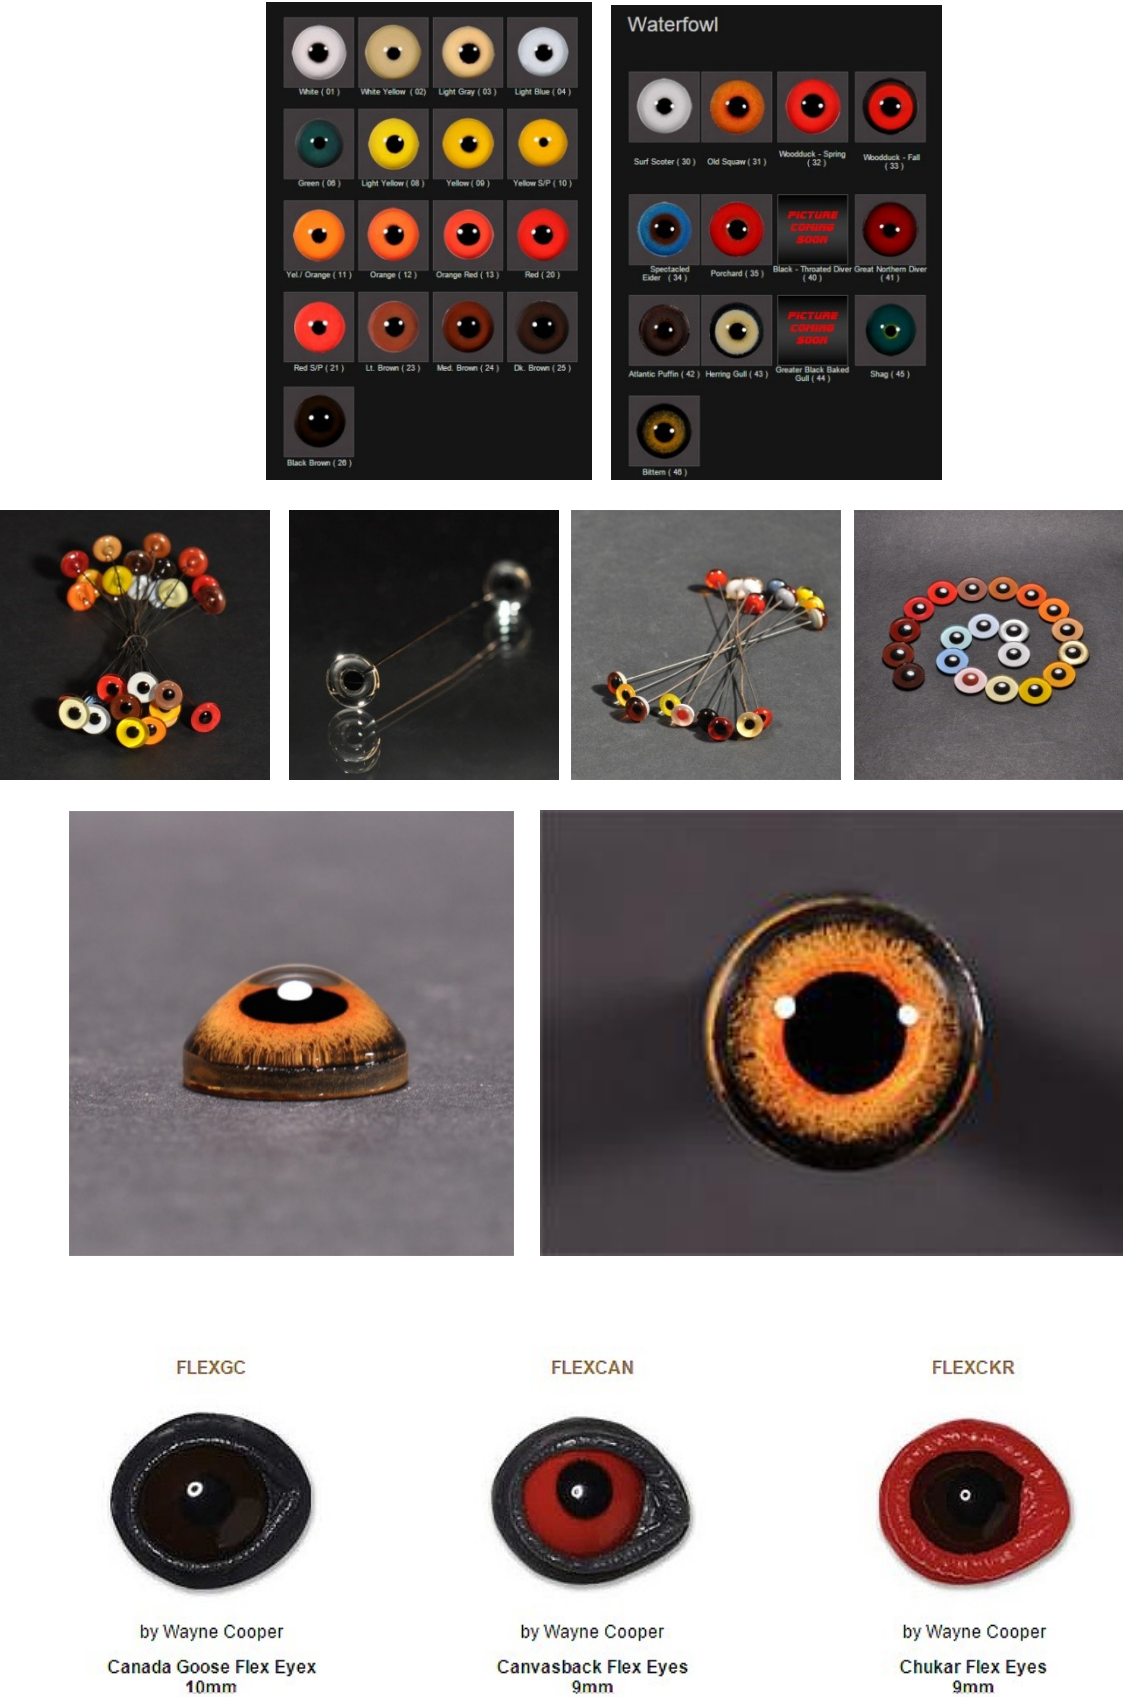 White ( 01 )
White Yellow ( 02)
Light Gray ( 03 )
Light Blue ( 04 )
Green ( 06 )
Light Yellow ( 08 )
Yellow ( 09 )
Yellow S/P ( 10 )
Yel./ Orange ( 11 )
Orange ( 12 )
Orange Red ( 13 )
Red ( 20 )
Red S/P ( 21 )
Lt. Brown ( 23 )
Med. Brown ( 24 )
Dk. Brown ( 25 )
Black Brown ( 26 )
Waterfowl
Surf Scoter ( 30 )
Old Squaw ( 31 )
Woodduck - Spring
( 32 )
Woodduck - Fall
( 33 )
Spectacled
Eider ( 34 )
Porchard ( 35 )
PICTURE
COMING
SOON
Black - Throated Diver
( 40 )
Great Northern Diver
( 41 )
Atlantic Puffin ( 42 )
Herring Gull ( 43 )
PICTURE
COMING
SOON
Greater Black Baked
Gull ( 44 )
Shag ( 45 )
Bittern ( 46 )
FLEXGC
FLEXCAN
FLEXCKR
by Wayne Cooper
by Wayne Cooper
by Wayne Cooper
Canada Goose Flex Eyex
10mm
Canvasback Flex Eyes
9mm
Chukar Flex Eyes
9mm